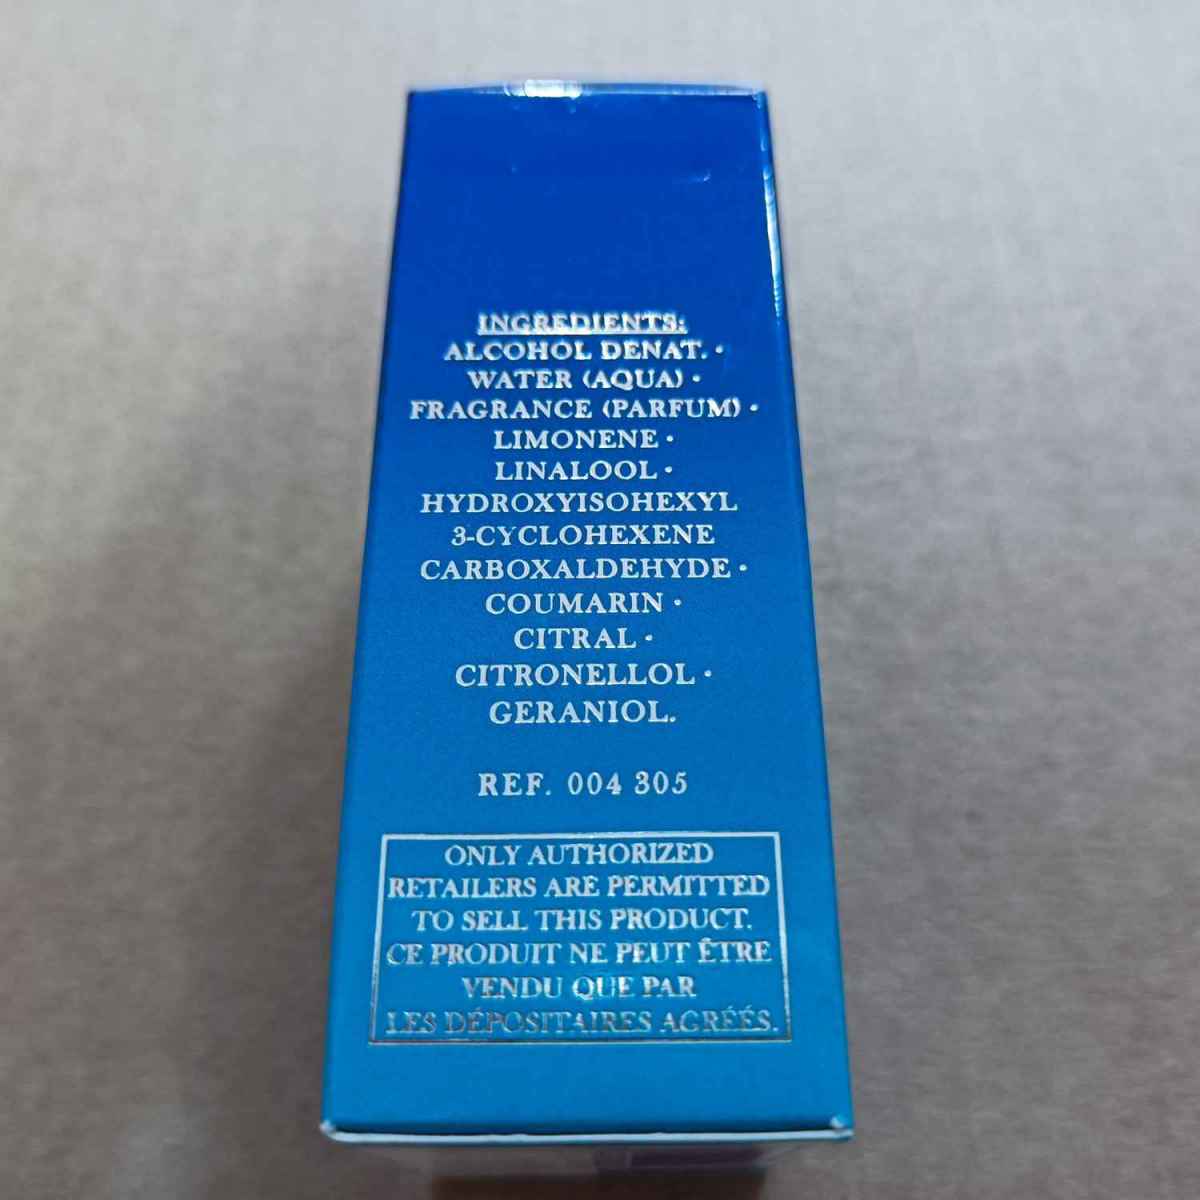 INGREDIENTS:
ALCOHOL DENAT. •
WATER (AQUA) •
FRAGRANCE (PARFUM) •
LIMONENE •
LINALOOL •
HYDROXYISOHEXYL
3-CYCLOHEXENE
CARBOXALDEHYDE •
COUMARIN •
CITRAL •
CITRONELLOL •
GERANIOL.
REF. 004 305
ONLY AUTHORIZED
RETAILERS ARE PERMITTED
TO SELL THIS PRODUCT.
CE PRODUIT NE PEUT ÊTRE
VENDU QUE PAR
LES DÉPOSITAIRES AGRÉÉS.